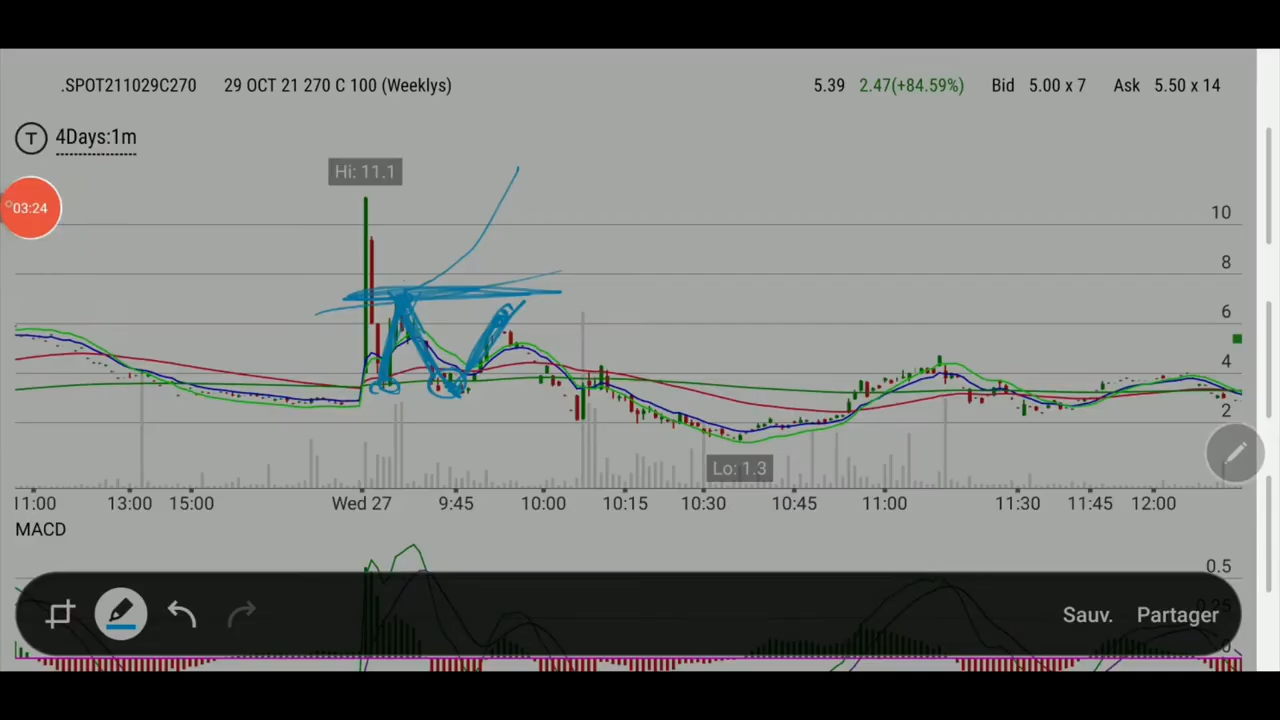 .SPOT211029C270 29 OCT 21 270 C 100 (Weeklys) 5.39 2.47(+84.59%) Bid 5.00 x 7 Ask 5.50 x 14
T 4Days:1m
Hi: 11.1
03:24
10
8
6
4
2
Lo: 1.3
11:00 13:00 15:00 Wed 27 9:45 10:00 10:15 10:30 10:45 11:00 11:30 11:45 12:00
MACD
0.5
0.25
Sauv. Partager
0